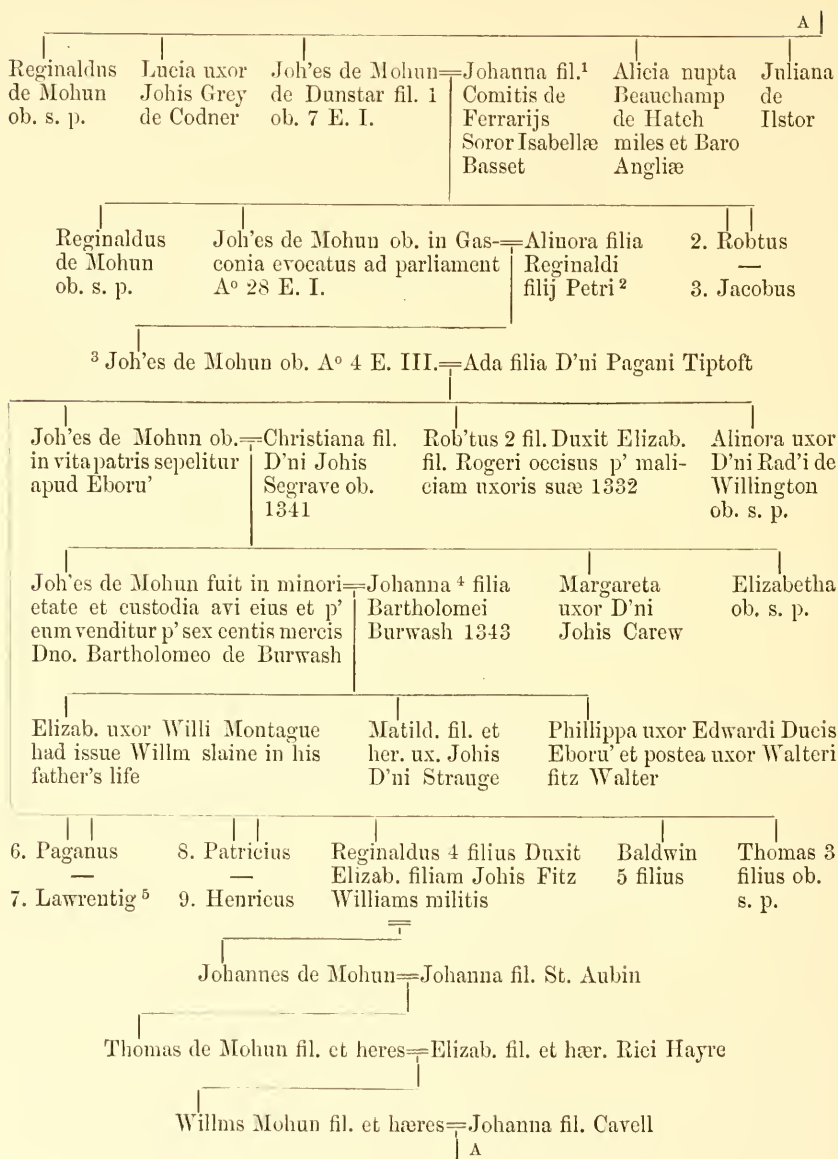 A
Reginaldus
de Mohun
ob. s. p.
Lucia uxor
Johis Grey
de Codner
Joh'es de Mohun=
de Dunstar fil. 1
ob. 7 E. I.
Johanna fil.¹
Comitis de
Ferrarijs
Soror Isabellæ
Basset
Alicia nupta
Beauchamp
de Hatch
miles et Baro
Angliæ
Juliana
de
Ilstor
Reginaldus
de Mohun
ob. s. p.
Joh'es de Mohun ob. in Gas-=
conia evocatus ad parliament
Aº 28 E. I.
Alinora filia
Reginaldi
filij Petri ²
2. Robtus
—
3. Jacobus
³ Joh'es de Mohun ob. Aº 4 E. III.=Ada filia D'ni Pagani Tiptoft
Joh'es de Mohun ob.=
in vita patris sepelitur
apud Eboru'
Christiana fil.
D'ni Johis
Segrave ob.
1341
Rob'tus 2 fil. Duxit Elizab.
fil. Rogeri occisus p' mali-
ciam uxoris suæ 1332
Alinora uxor
D'ni Rad'i de
Willington
ob. s. p.
Joh'es de Mohun fuit in minori=
etate et custodia avi eius et p'
eum venditur p' sex centis mercis
Dno. Bartholomeo de Burwash
Johanna ⁴ filia
Bartholomei
Burwash 1343
Margareta
uxor D'ni
Johis Carew
Elizabetha
ob. s. p.
Elizab. uxor Willi Montague
had issue Willm slaine in his
father's life
Matild. fil. et
her. ux. Johis
D'ni Strauge
Phillippa uxor Edwardi Ducis
Eboru' et postea uxor Walteri
fitz Walter
6. Paganus
—
7. Lawrentig ⁵
8. Patricius
—
9. Henricus
Reginaldus 4 filius Duxit
Elizab. filiam Johis Fitz
Williams militis
Baldwin
5 filius
Thomas 3
filius ob.
s. p.
=
Johannes de Mohun=Johanna fil. St. Aubin
Thomas de Mohun fil. et heres=Elizab. fil. et hær. Rici Hayre
Willms Mohun fil. et hæres=Johanna fil. Cavell
A